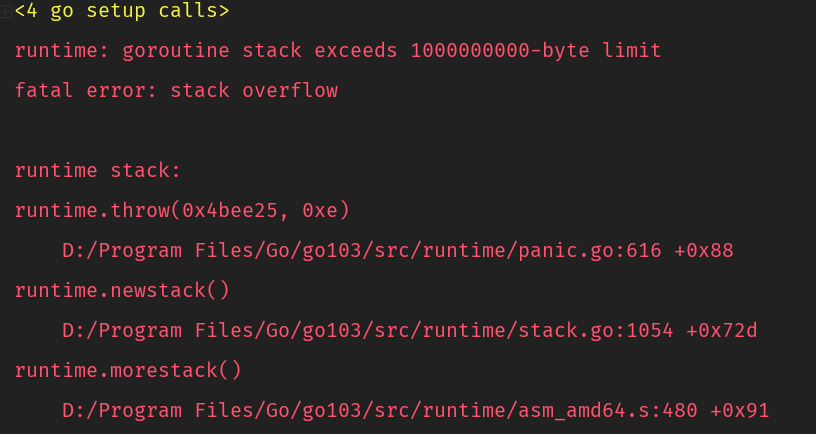 <4 go setup calls>
runtime: goroutine stack exceeds 1000000000-byte limit
fatal error: stack overflow
runtime stack:
runtime.throw(0x4bee25, 0xe)
D:/Program Files/Go/go103/src/runtime/panic.go:616 +0x88
runtime.newstack()
D:/Program Files/Go/go103/src/runtime/stack.go:1054 +0x72d
runtime.morestack()
D:/Program Files/Go/go103/src/runtime/asm_amd64.s:480 +0x91